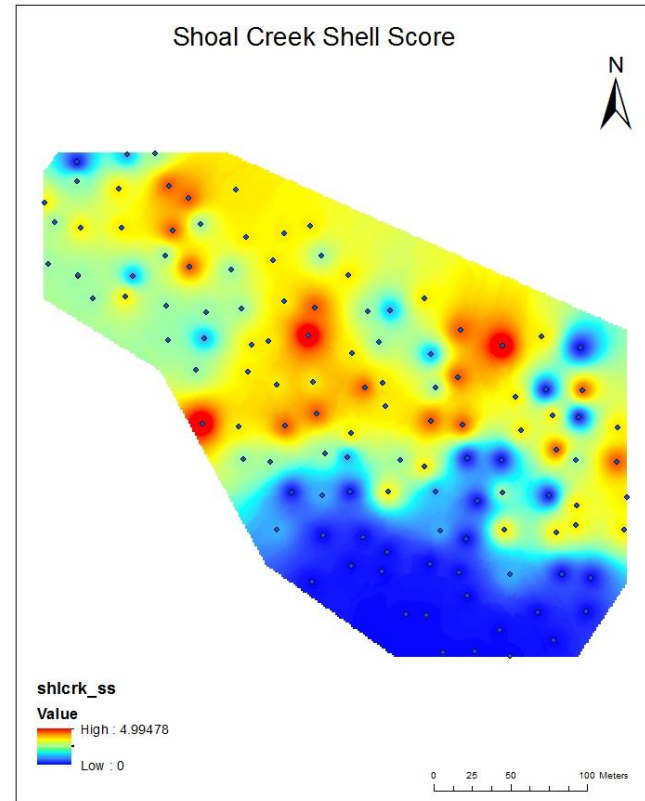 Shoal Creek Shell Score
N
shlcrk_ss
Value
High : 4.99478
Low : 0
0 25 50 100 Meters